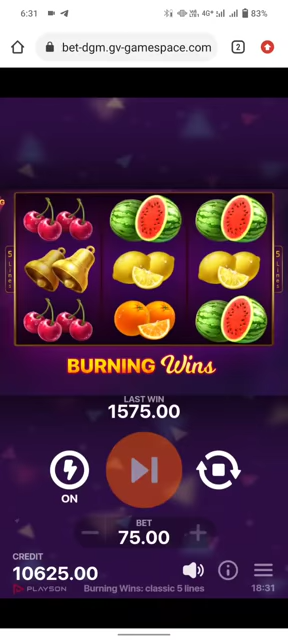 6:31
4G+
83%
bet-dgm.gv-gamespace.com
2
5 Lines
5 Lines
BURNING Wins
LAST WIN
1575.00
ON
BET
75.00
CREDIT
10625.00
PLAYSON
Burning Wins: classic 5 lines
18:31